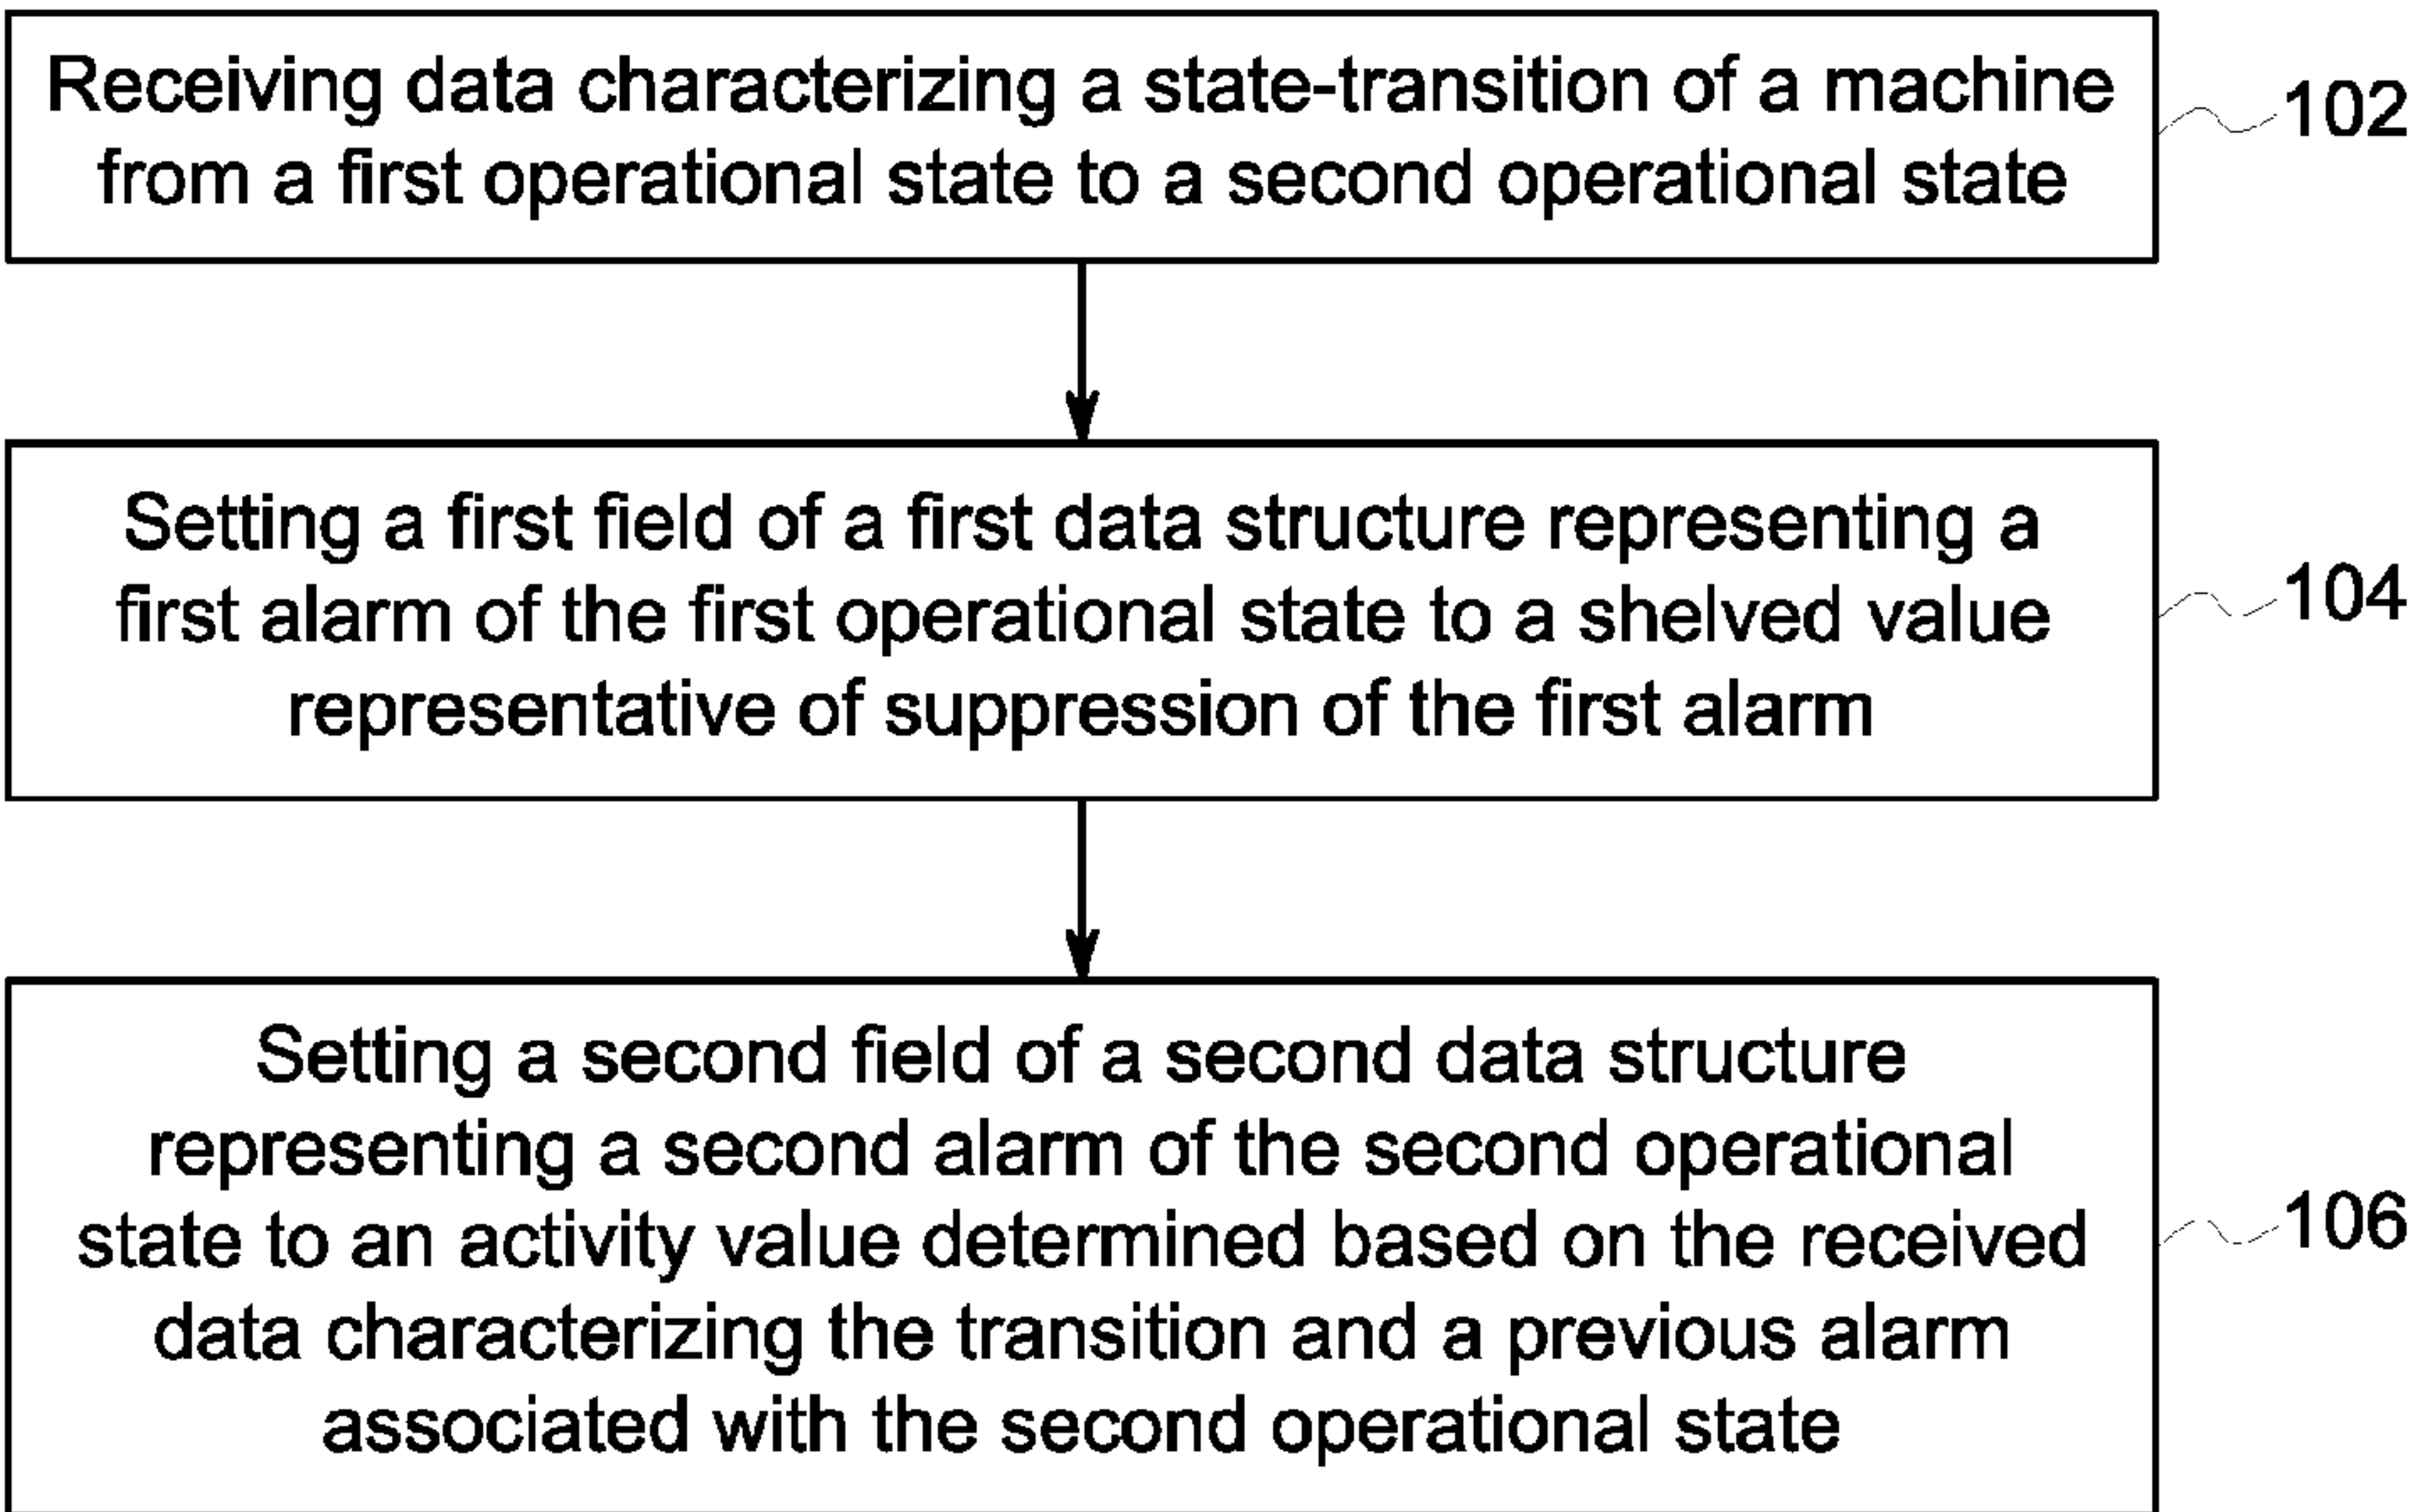 Receiving data characterizing a state-transition of a machine
from a first operational state to a second operational state
102
Setting a first field of a first data structure representing a
first alarm of the first operational state to a shelved value
representative of suppression of the first alarm
104
Setting a second field of a second data structure
representing a second alarm of the second operational
state to an activity value determined based on the received
data characterizing the transition and a previous alarm
associated with the second operational state
106